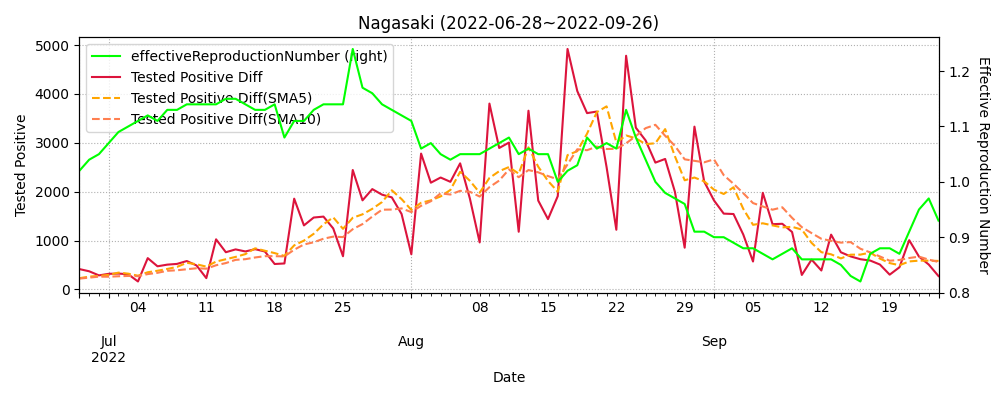 Nagasaki (2022-06-28~2022-09-26)
effectiveReproductionNumber (right)
Tested Positive Diff
Tested Positive Diff(SMA5)
Tested Positive Diff(SMA10)
Tested Positive
5000
4000
3000
2000
1000
0
Effective Reproduction Number
1.2
1.1
1.0
0.9
0.8
04 11 18 25 08 15 22 29 05 12 19
Jul Aug Sep
2022
Date